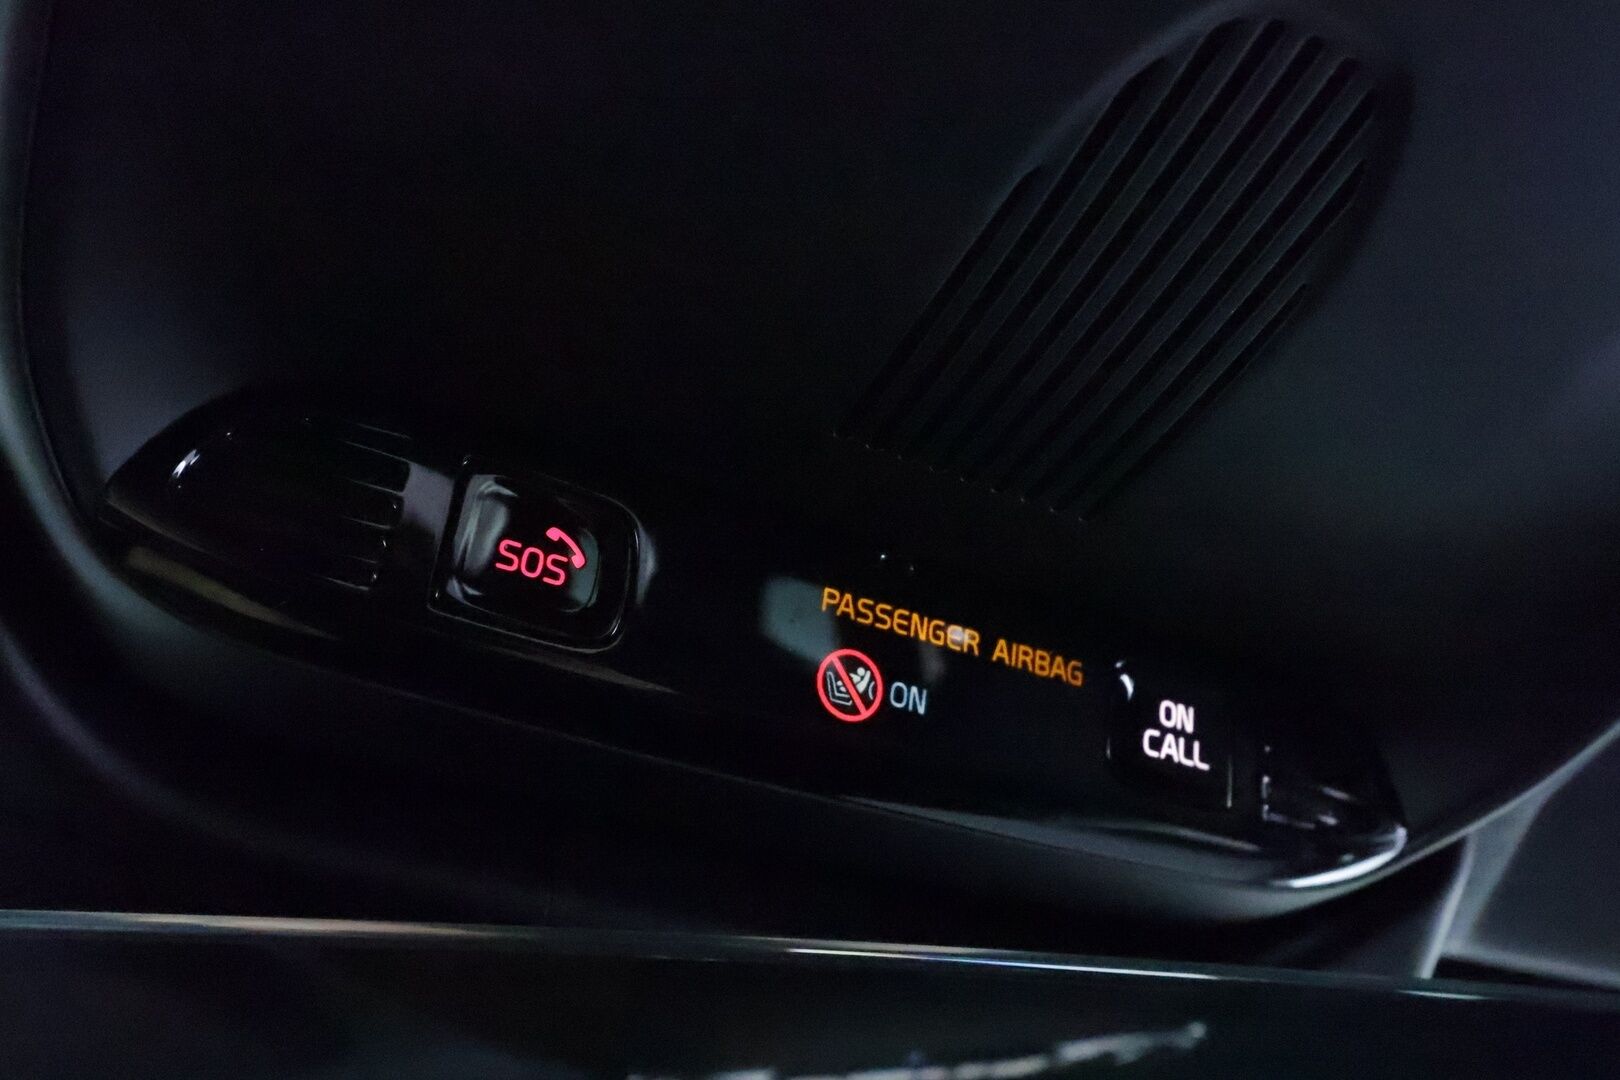 SOS
PASSENGER AIRBAG
ON
ON
CALL